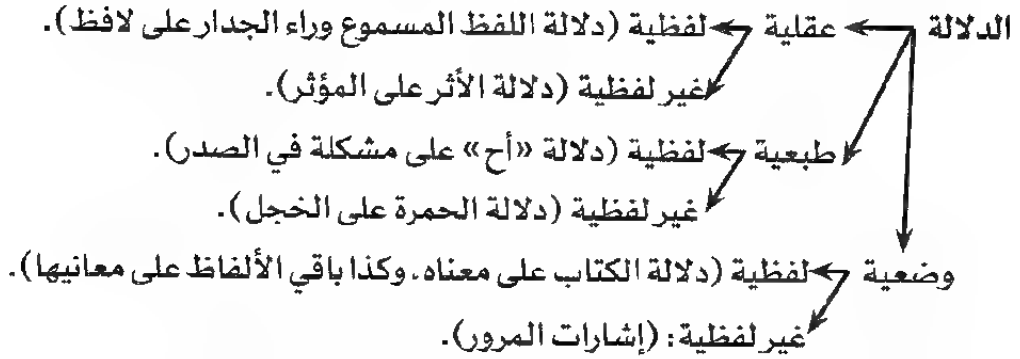 الدلالة عقلية لفظية (دلالة اللفظ المسموع وراء الجدار على لافظ).
غير لفظية (دلالة الأثر على المؤثر).
طبعية لفظية (دلالة «أح» على مشكلة في الصدر).
غير لفظية (دلالة الحمرة على الخجل).
وضعية لفظية (دلالة الكتاب على معناه. وكذا باقي الألفاظ على معانيها).
غير لفظية: (إشارات المرور).